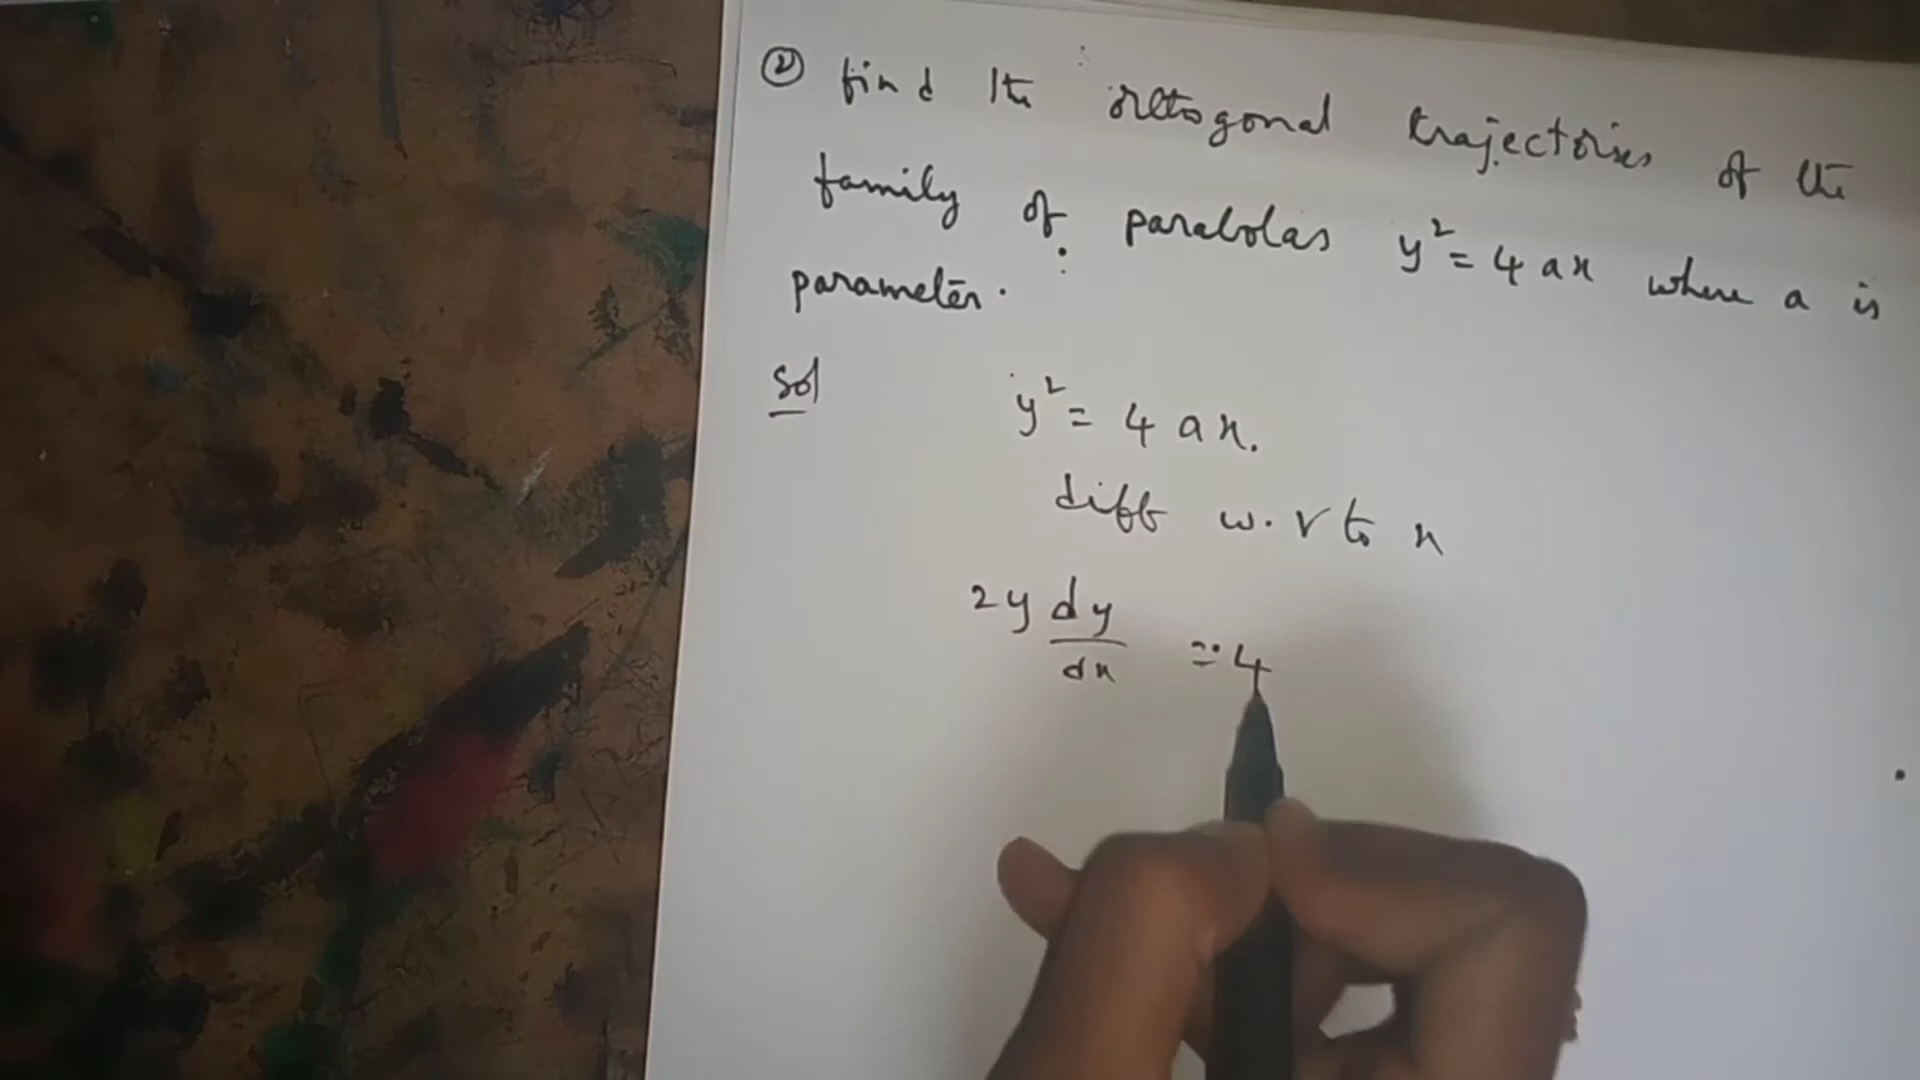 ② find the orthogonal trajectories of the
family of parabolas y² = 4ax where a is
parameter.
Sol
y² = 4ax.
diff w.r to x
2y dy/dx = 4